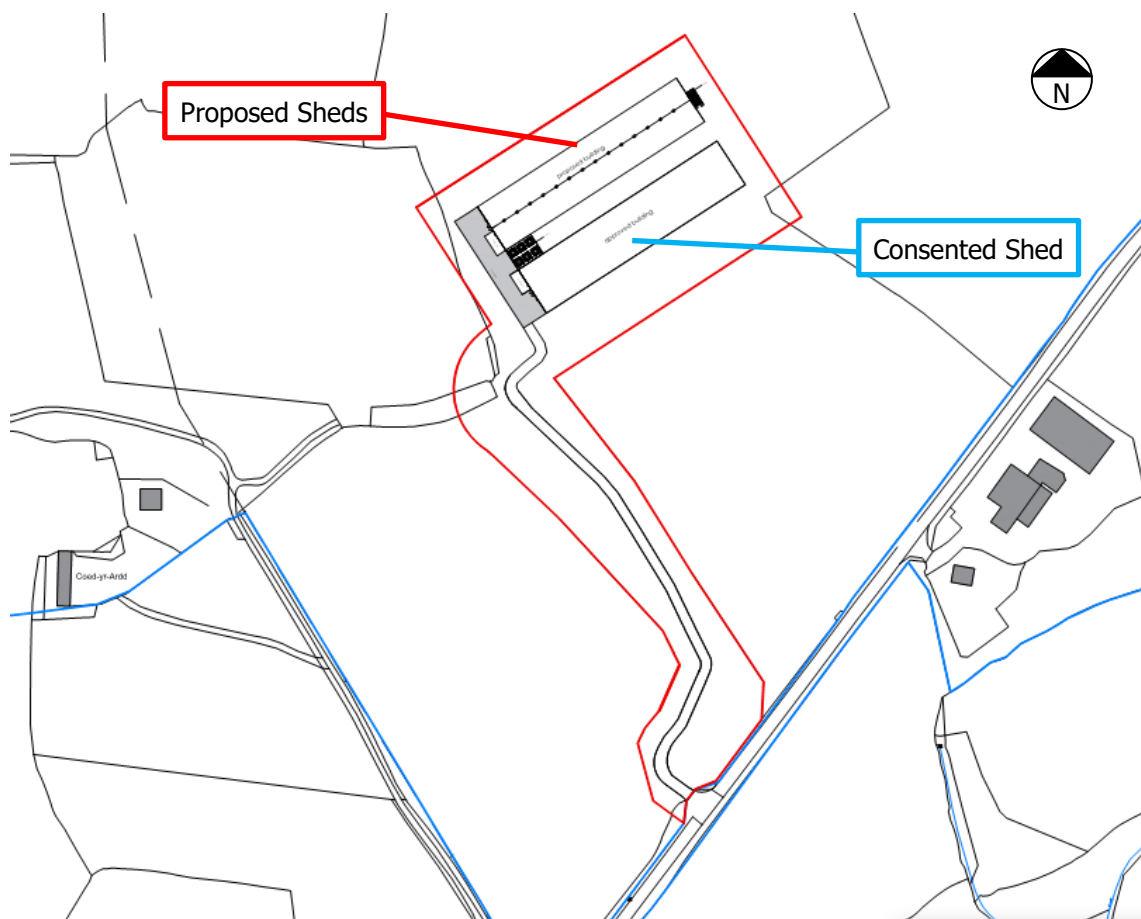 Proposed Sheds
N
proposed building
approved building
Consented Shed
Coed-yr-Ardd